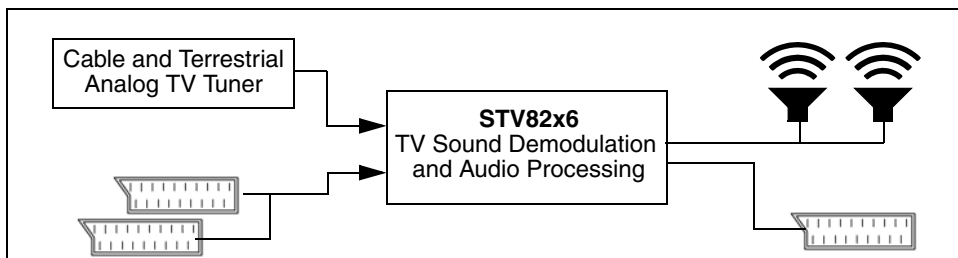 Cable and Terrestrial
Analog TV Tuner
STV82x6
TV Sound Demodulation
and Audio Processing